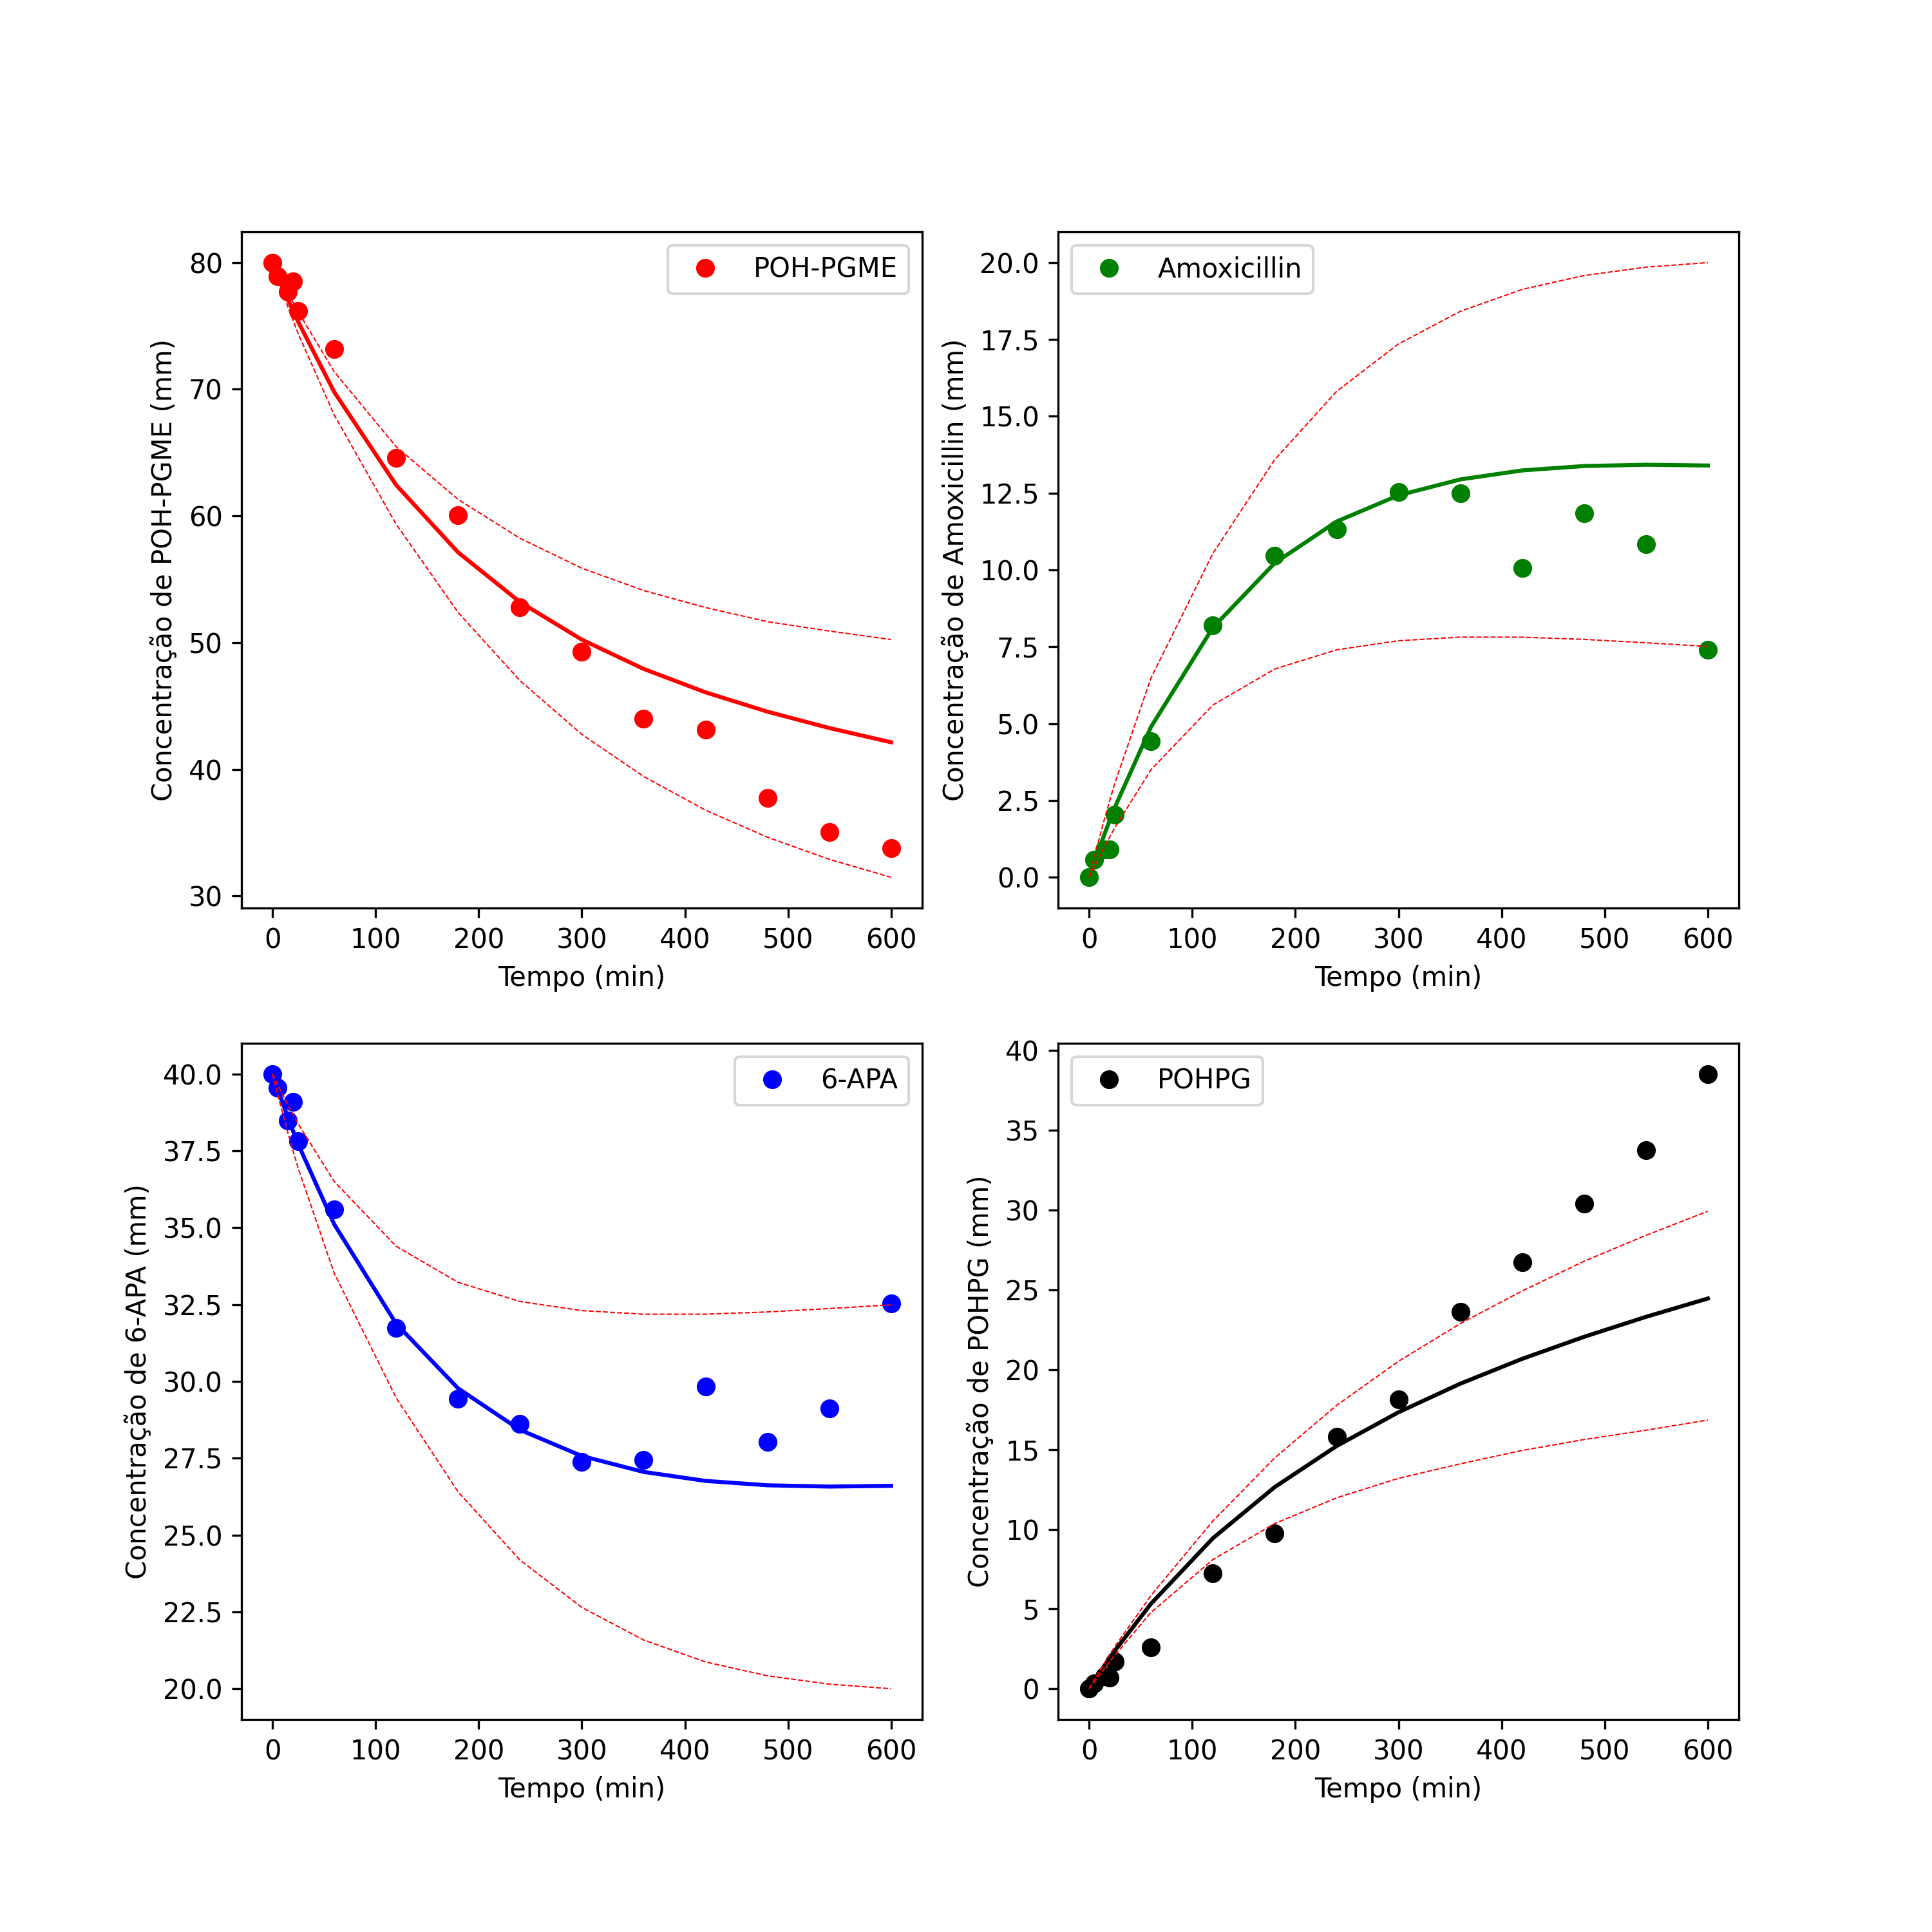 POH-PGME
Concentração de POH-PGME (mm)
80
70
60
50
40
30
0 100 200 300 400 500 600
Tempo (min)
Amoxicillin
Concentração de Amoxicillin (mm)
20.0
17.5
15.0
12.5
10.0
7.5
5.0
2.5
0.0
0 100 200 300 400 500 600
Tempo (min)
6-APA
Concentração de 6-APA (mm)
40.0
37.5
35.0
32.5
30.0
27.5
25.0
22.5
20.0
0 100 200 300 400 500 600
Tempo (min)
POHPG
Concentração de POHPG (mm)
40
35
30
25
20
15
10
5
0
0 100 200 300 400 500 600
Tempo (min)